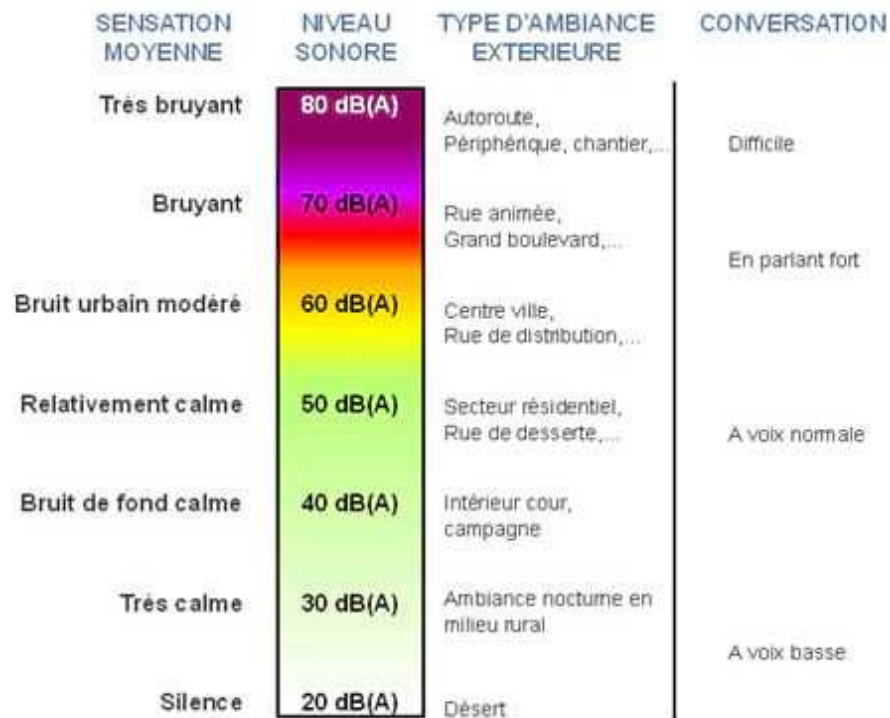 SENSATION MOYENNE
NIVEAU SONORE
TYPE D'AMBIANCE EXTERIEURE
CONVERSATION
Très bruyant
80 dB(A)
Autoroute,
Périphérique, chantier,...
Difficile
Bruyant
70 dB(A)
Rue animée,
Grand boulevard,...
En parlant fort
Bruit urbain modéré
60 dB(A)
Centre ville,
Rue de distribution,...
Relativement calme
50 dB(A)
Secteur résidentiel,
Rue de desserte,...
A voix normale
Bruit de fond calme
40 dB(A)
Intérieur cour,
campagne
Très calme
30 dB(A)
Ambiance nocturne en
milieu rural
A voix basse
Silence
20 dB(A)
Désert